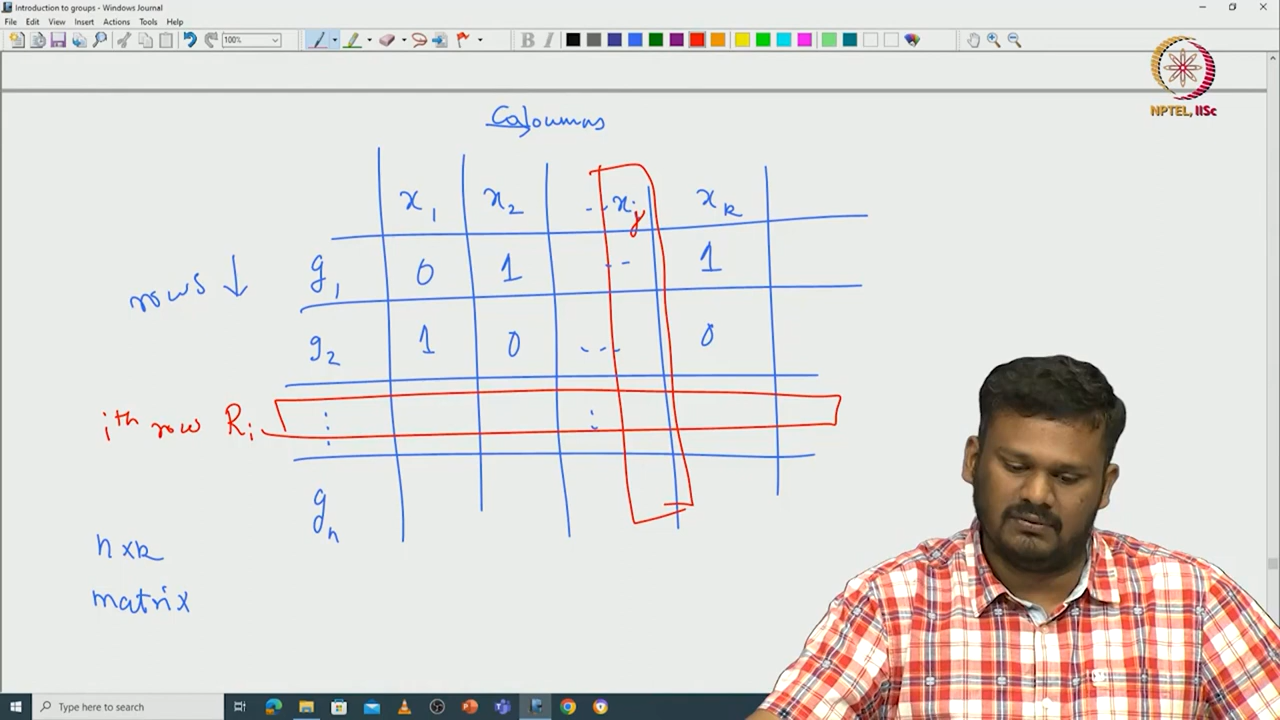 Introduction to groups - Windows Journal
File Edit View Insert Actions Tools Help
100%
B I
NPTEL, IISc
Caloumns
x1 x2 -- xj xk
rows ↓ g1 0 1 -- 1
g2 1 0 --- 0
ith row Ri ⋮ ⋮
gn
n x k
matrix
Type here to search